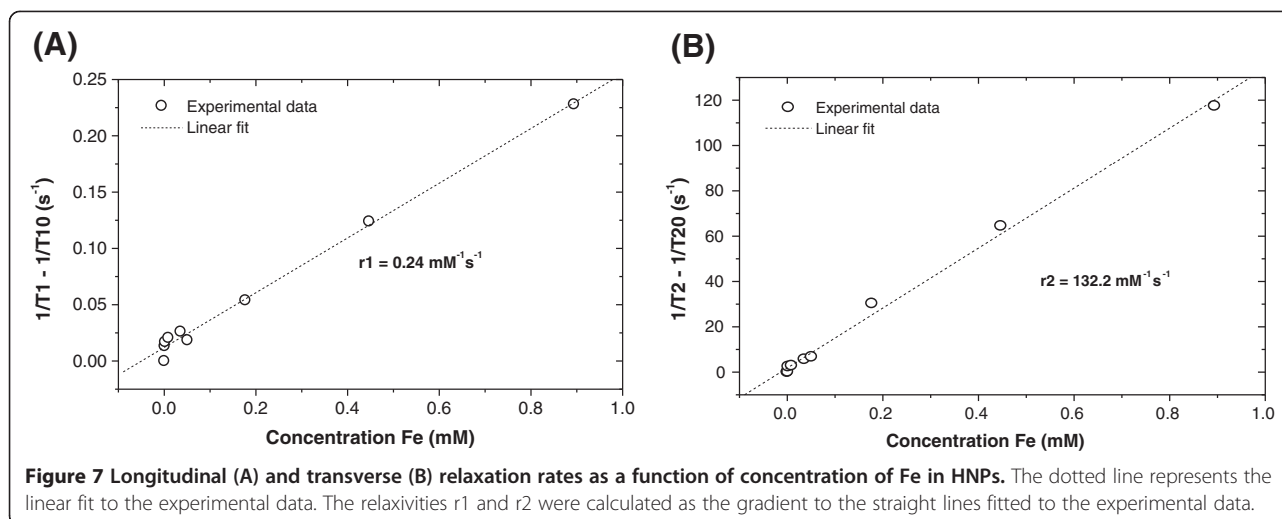 (A)
0.25
0.20
0.15
0.10
0.05
0.00
1/T1 - 1/T10 (s⁻¹)
Experimental data
Linear fit
r1 = 0.24 mM⁻¹s⁻¹
0.0 0.2 0.4 0.6 0.8 1.0
Concentration Fe (mM)
(B)
120
100
80
60
40
20
0
1/T2 - 1/T20 (s⁻¹)
Experimental data
Linear fit
r2 = 132.2 mM⁻¹s⁻¹
0.0 0.2 0.4 0.6 0.8 1.0
Concentration Fe (mM)
Figure 7 Longitudinal (A) and transverse (B) relaxation rates as a function of concentration of Fe in HNPs. The dotted line represents the
linear fit to the experimental data. The relaxivities r1 and r2 were calculated as the gradient to the straight lines fitted to the experimental data.